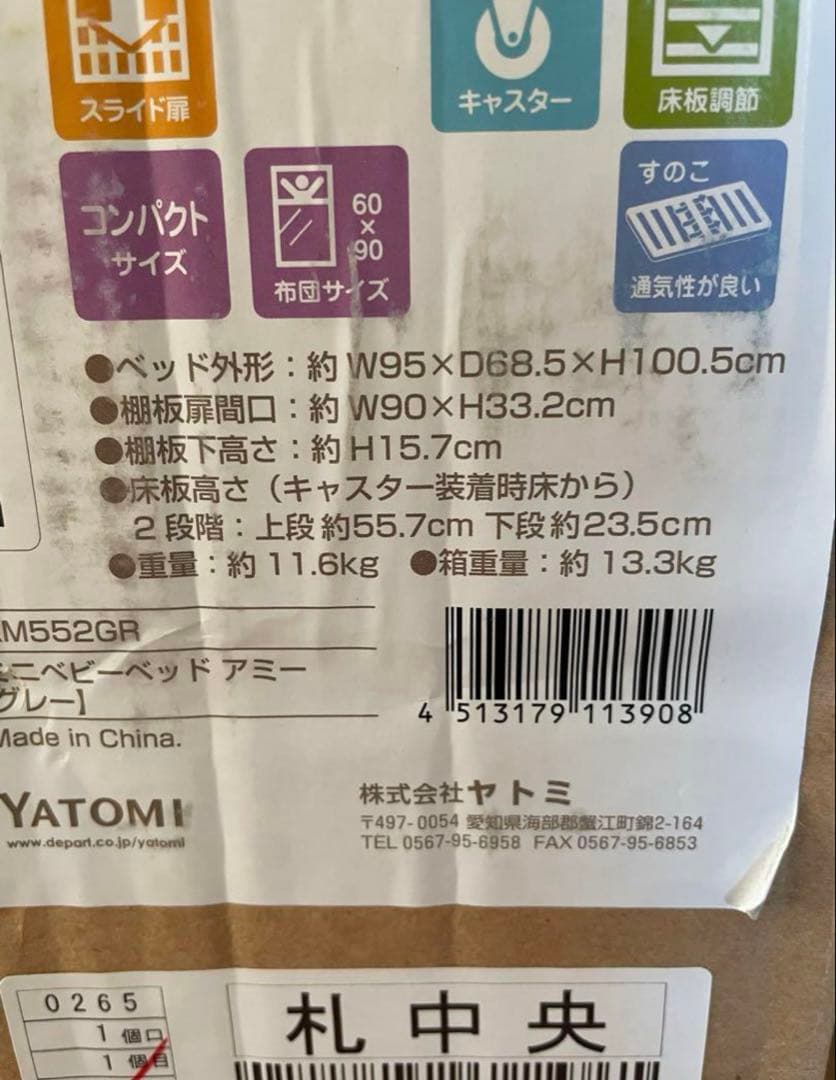 スライド扉
キャスター
床板調節
コンパクト
サイズ
60
×
90
布団サイズ
すのこ
通気性が良い
●ベッド外形：約 W95×D68.5×H100.5cm
●棚板扉間口：約 W90×H33.2cm
●棚板下高さ：約 H15.7cm
●床板高さ（キャスター装着時床から）
2段階：上段 約55.7cm 下段 約23.5cm
●重量：約 11.6kg ●箱重量：約 13.3kg
M552GR
ニベビーベッド アミー
グレー】
Made in China.
4 513179 113908
YATOMI
www.depart.co.jp/yatomi
株式会社ヤトミ
〒497-0054 愛知県海部郡蟹江町錦2-164
TEL 0567-95-6958 FAX 0567-95-6853
0265
1 個口
1 個目
札中央